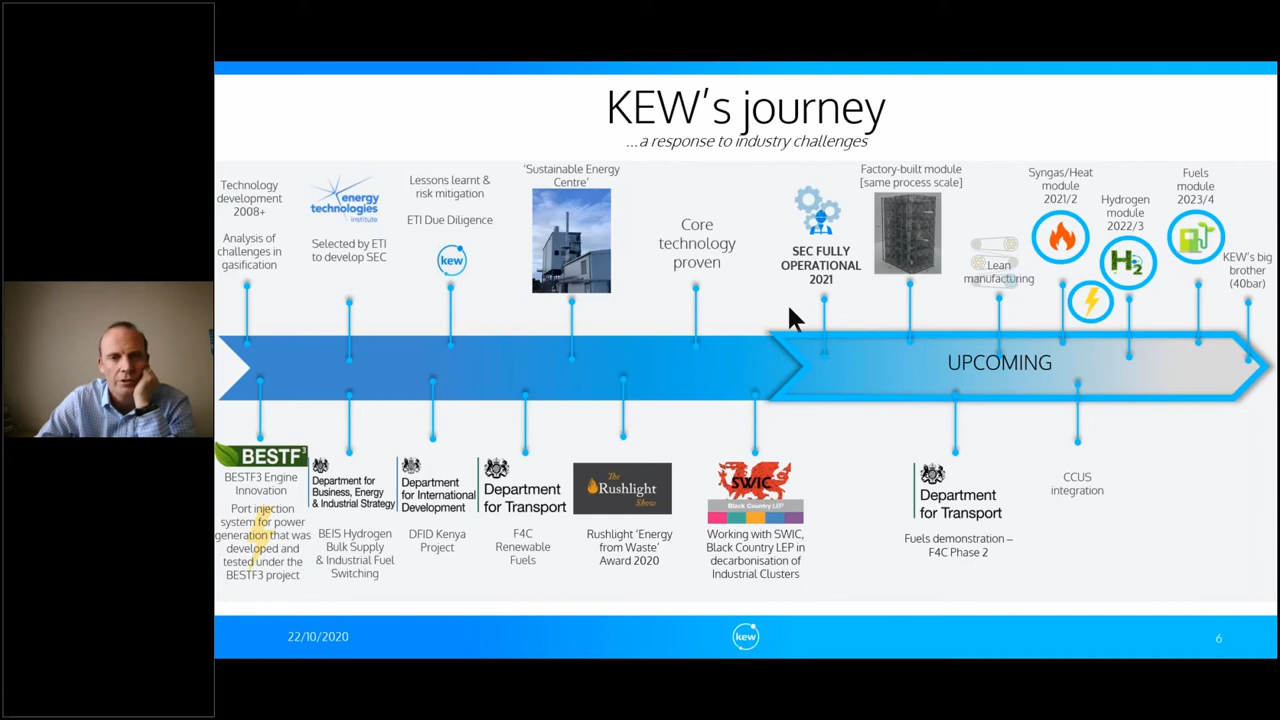 KEW's journey
...a response to industry challenges
Technology
development
2008+
Analysis of
challenges in
gasification
energy
technologies
institute
Selected by ETI
to develop SEC
Lessons learnt &
risk mitigation
ETI Due Diligence
kew
'Sustainable Energy
Centre'
Core
technology
proven
SEC FULLY
OPERATIONAL
2021
Factory-built module
[same process scale]
Lean
manufacturing
Syngas/Heat
module
2021/2
Hydrogen
module
2022/3
H2
Fuels
module
2023/4
KEW's big
brother
(40bar)
UPCOMING
BESTF3
BESTF3 Engine
Innovation
Port injection
system for power
generation that was
developed and
tested under the
BESTF3 project
Department for
Business, Energy
& Industrial Strategy
BEIS Hydrogen
Bulk Supply
& Industrial Fuel
Switching
Department
for International
Development
DFID Kenya
Project
Department
for Transport
F4C
Renewable
Fuels
The
Rushlight
Show
Rushlight 'Energy
from Waste'
Award 2020
SWIC
Black Country LEP
Working with SWIC,
Black Country LEP in
decarbonisation of
Industrial Clusters
Department
for Transport
Fuels demonstration –
F4C Phase 2
CCUS
integration
22/10/2020
kew
6